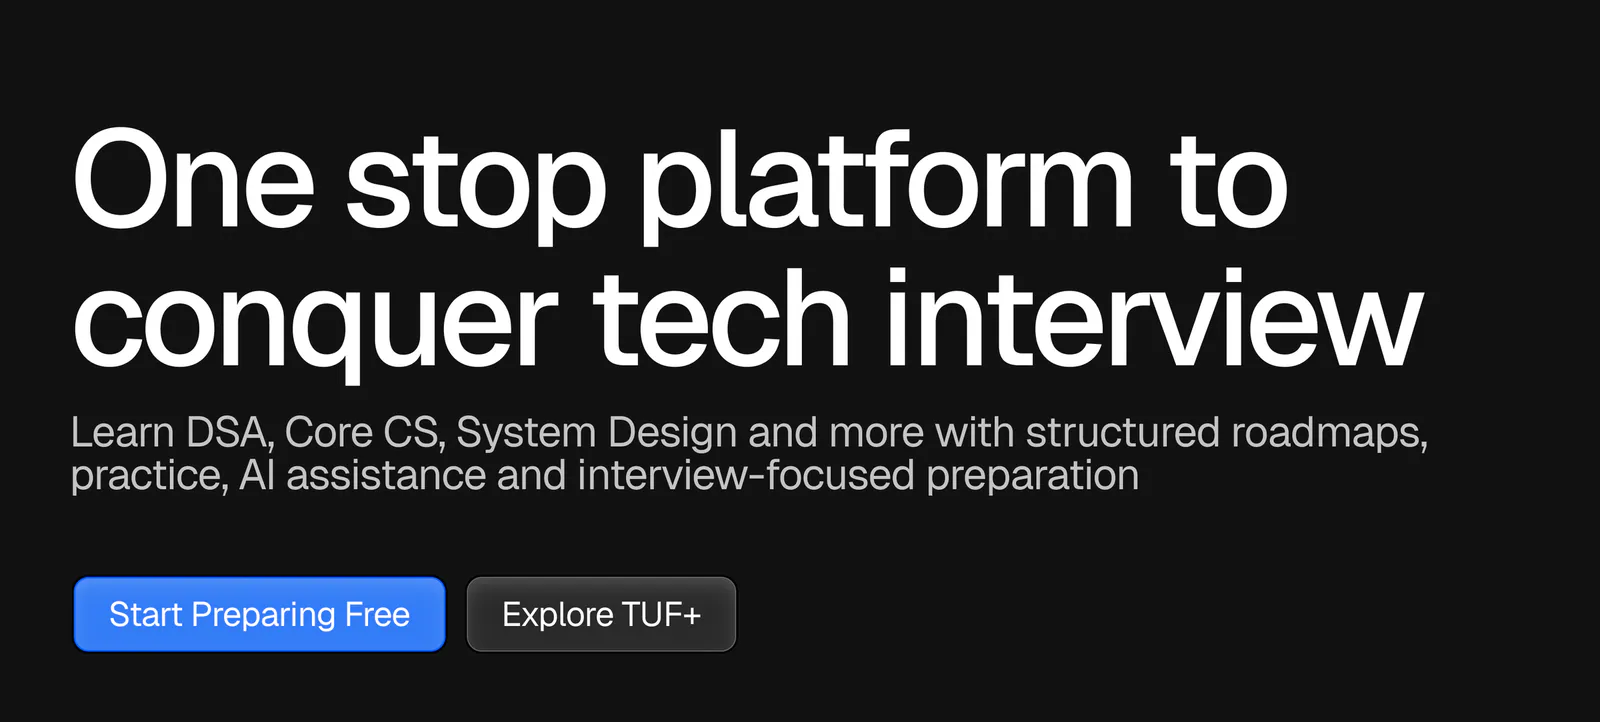 One stop platform to
conquer tech interview
Learn DSA, Core CS, System Design and more with structured roadmaps,
practice, AI assistance and interview-focused preparation
Start Preparing Free
Explore TUF+